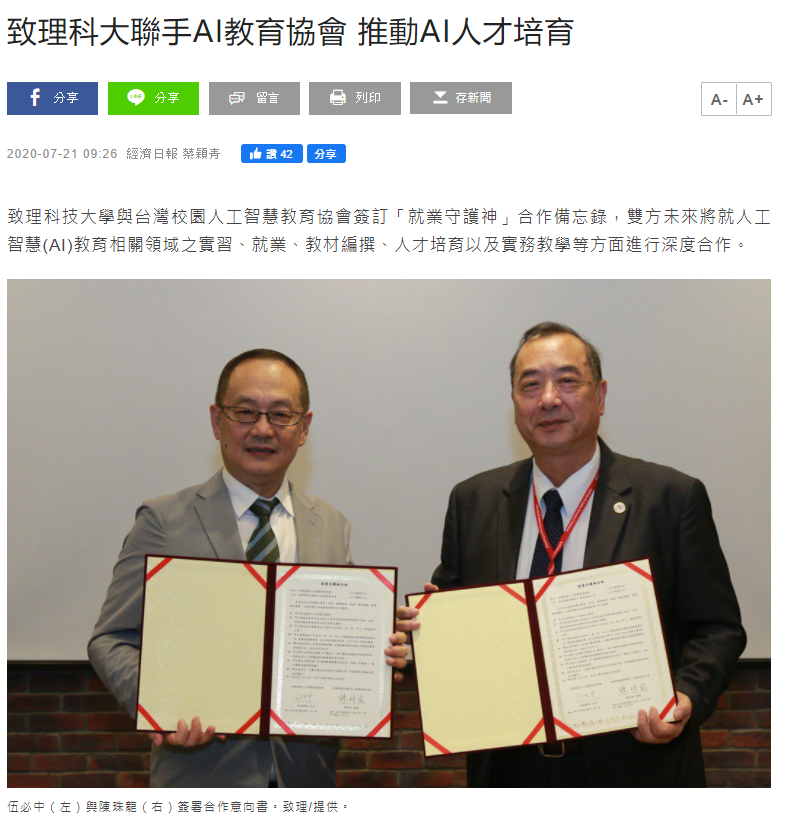 致理科大聯手AI教育協會 推動AI人才培育
分享
分享
留言
列印
存新聞
A-
A+
2020-07-21 09:26 經濟日報 蔡穎青
讚 42
分享
致理科技大學與台灣校園人工智慧教育協會簽訂「就業守護神」合作備忘錄，雙方未來將就人工
智慧(AI)教育相關領域之實習、就業、教材編撰、人才培育以及實務教學等方面進行深度合作。
伍必中（左）與陳珠龍（右）簽署合作意向書。致理/提供。